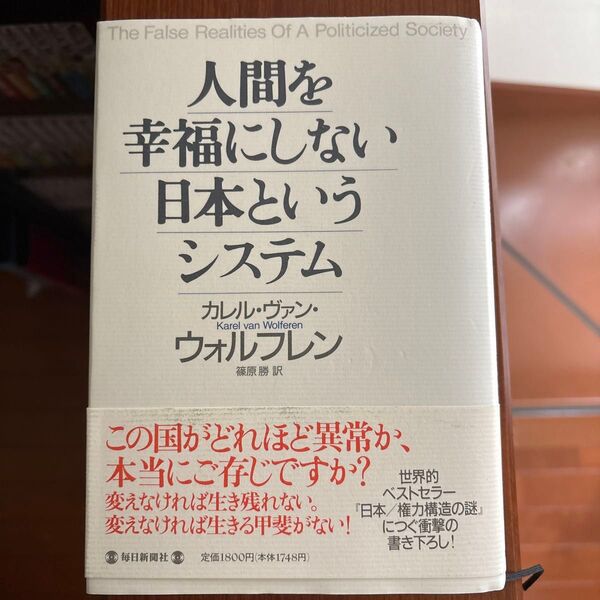 The False Realities Of A Politicized Society
人間を
幸福にしない
日本という
システム
カレル・ヴァン・
Karel van Wolferen
ウォルフレン
篠原 勝 訳
この国がどれほど異常か、
本当にご存じですか?
変えなければ生き残れない。
変えなければ生きる甲斐がない!
世界的
ベストセラー
『日本/権力構造の謎』
につぐ衝撃の
書き下ろし!
毎日新聞社
定価1800円(本体1748円)